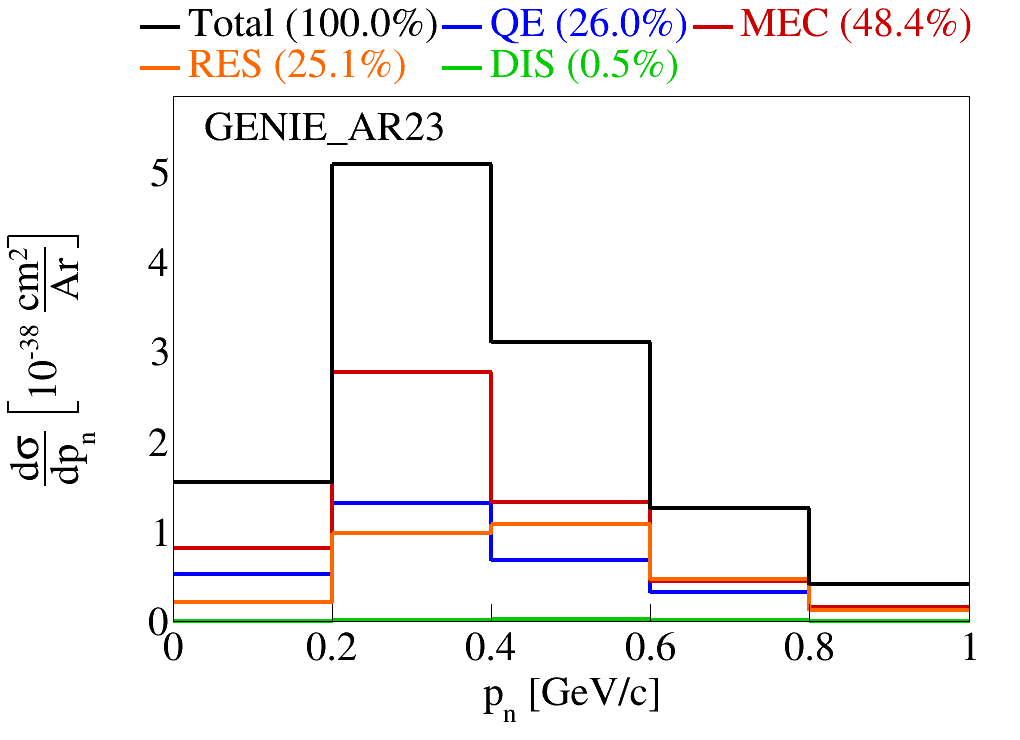 Total (100.0%) QE (26.0%) MEC (48.4%)
RES (25.1%) DIS (0.5%)
GENIE_AR23
5
4
3
2
1
0
0 0.2 0.4 0.6 0.8 1
p_n [GeV/c]
dσ/dp_n [10^-38 cm^2/Ar]